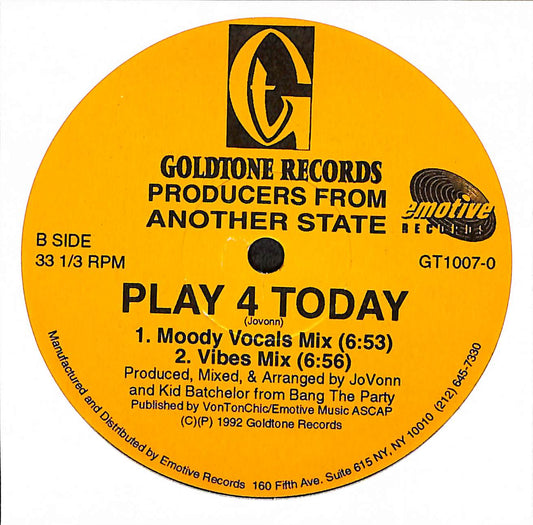 GOLDTONE RECORDS
PRODUCERS FROM
ANOTHER STATE
emotive
RECORDS
B SIDE
33 1/3 RPM
GT1007-0
PLAY 4 TODAY
(Jovonn)
1. Moody Vocals Mix (6:53)
2. Vibes Mix (6:56)
Produced, Mixed, & Arranged by JoVonn
and Kid Batchelor from Bang The Party
Published by VonTonChic/Emotive Music ASCAP
(C)(P) 1992 Goldtone Records
Manufactured and Distributed by Emotive Records 160 Fifth Ave. Suite 615 NY, NY 10010 (212) 645-7330